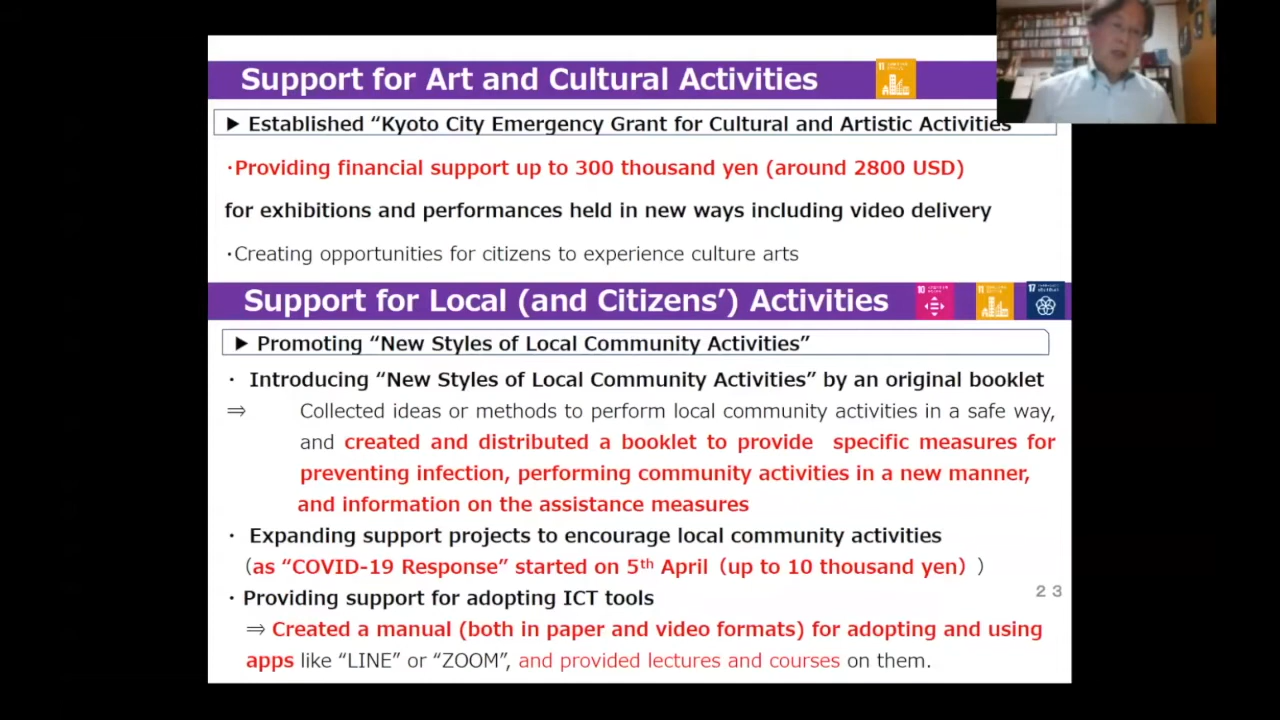 Support for Art and Cultural Activities
11
▶ Established “Kyoto City Emergency Grant for Cultural and Artistic Activities
·Providing financial support up to 300 thousand yen (around 2800 USD)
for exhibitions and performances held in new ways including video delivery
·Creating opportunities for citizens to experience culture arts
Support for Local (and Citizens’) Activities
10 11 17
▶ Promoting “New Styles of Local Community Activities”
· Introducing “New Styles of Local Community Activities” by an original booklet
⇒ Collected ideas or methods to perform local community activities in a safe way,
and created and distributed a booklet to provide specific measures for
preventing infection, performing community activities in a new manner,
and information on the assistance measures
· Expanding support projects to encourage local community activities
(as “COVID-19 Response” started on 5th April (up to 10 thousand yen) )
23
· Providing support for adopting ICT tools
⇒ Created a manual (both in paper and video formats) for adopting and using
apps like “LINE” or “ZOOM”, and provided lectures and courses on them.